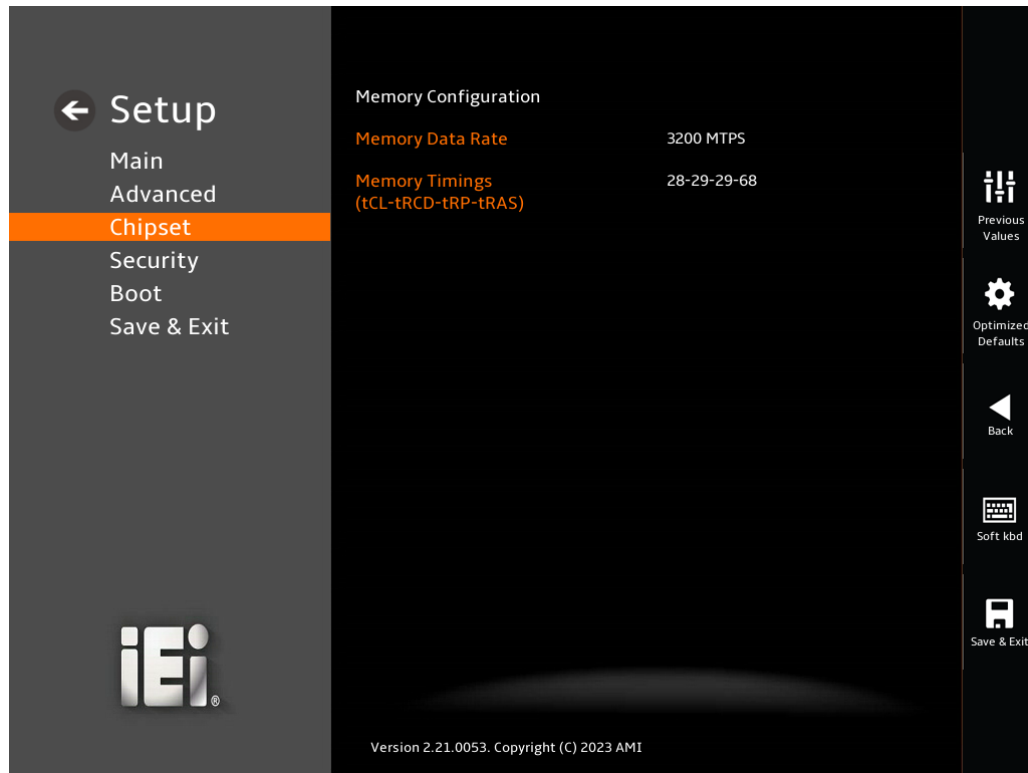 Setup
Main
Advanced
Chipset
Security
Boot
Save & Exit
iEi®
Memory Configuration
Memory Data Rate 3200 MTPS
Memory Timings 28-29-29-68
(tCL-tRCD-tRP-tRAS)
Version 2.21.0053. Copyright (C) 2023 AMI
Previous
Values
Optimized
Defaults
Back
Soft kbd
Save & Exit